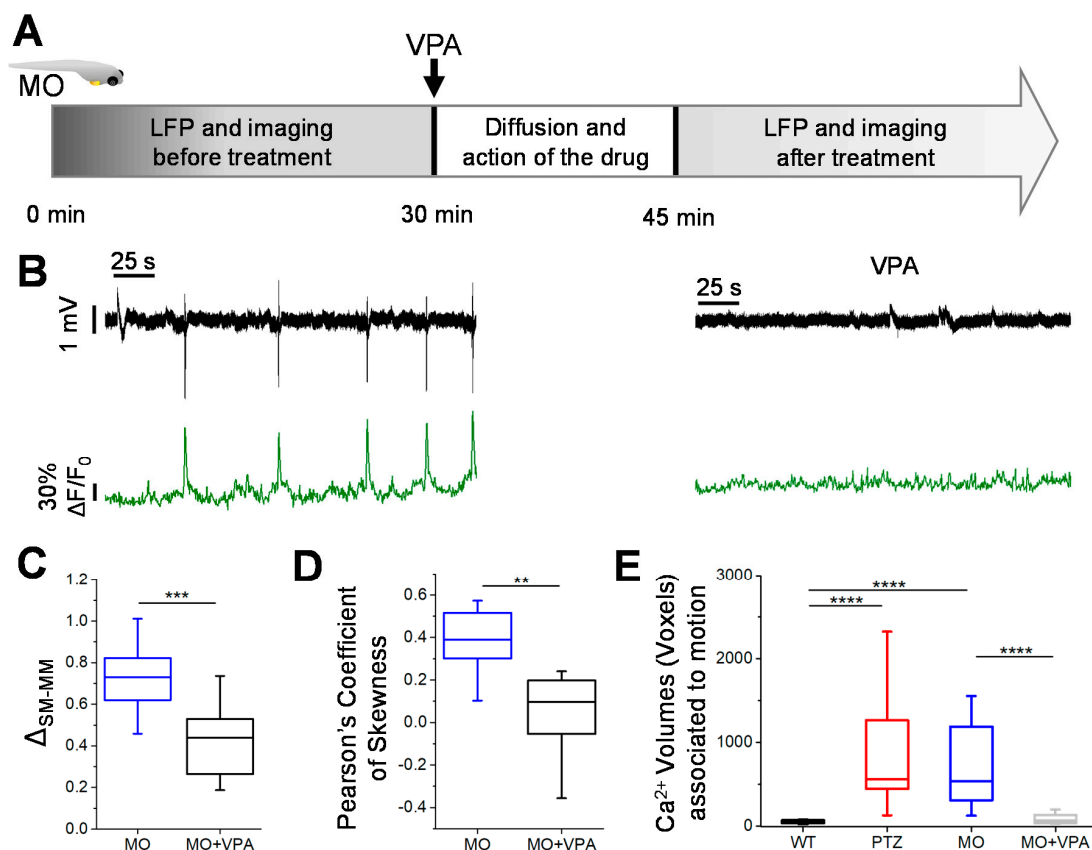 A
VPA
MO
LFP and imaging
before treatment
Diffusion and
action of the drug
LFP and imaging
after treatment
0 min
30 min
45 min
B
25 s
1 mV
30%
ΔF/F₀
VPA
25 s
C
Δ_SM-MM
1.2
1.0
0.8
0.6
0.4
0.2
0.0
***
MO
MO+VPA
D
Pearson's Coefficient
of Skewness
0.6
0.4
0.2
0.0
-0.2
-0.4
**
MO
MO+VPA
E
Ca²⁺ Volumes (Voxels)
associated to motion
3000
2000
1000
0
****
****
****
WT
PTZ
MO
MO+VPA